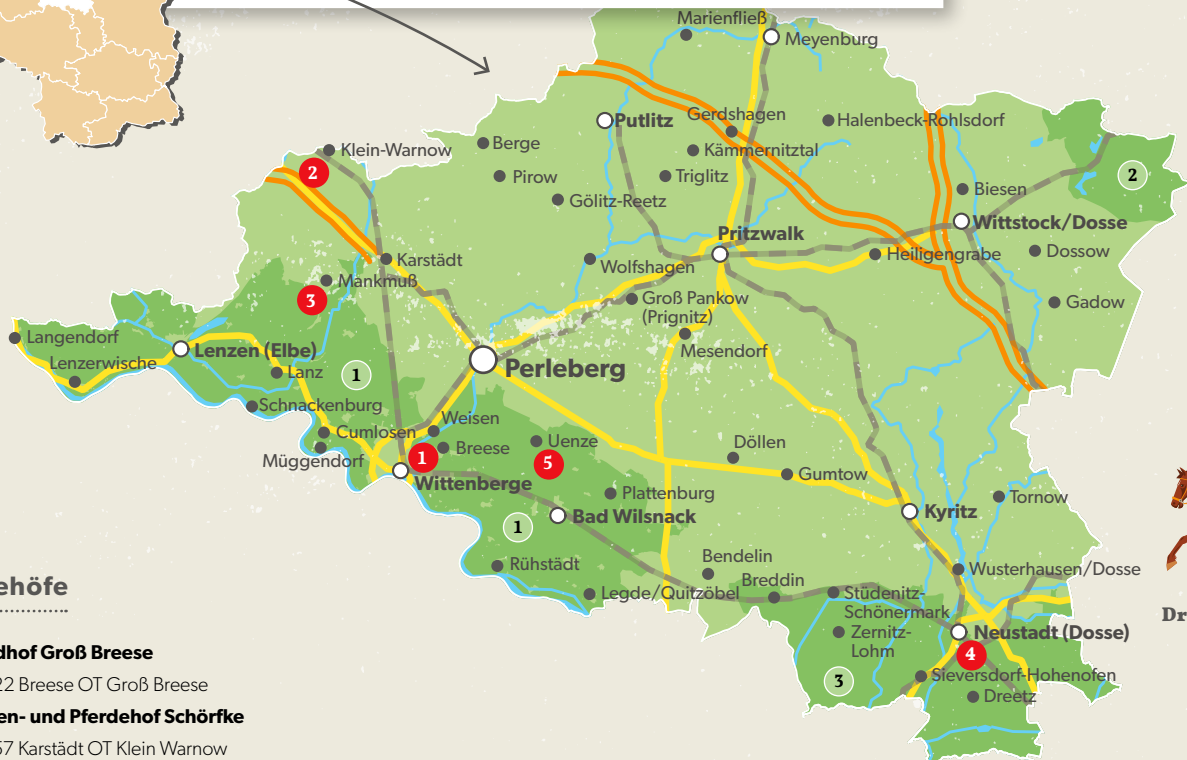 Marienfließ
Meyenburg
Putlitz
Gerdshagen
Halenbeck-Rohlsdorf
Klein-Warnow
Berge
Kämmernitztal
2
2
Pirow
Triglitz
Biesen
Gölitz-Reetz
Wittstock/Dosse
Pritzwalk
Dossow
Karstädt
Wolfshagen
Heiligengrabe
Mankmuß
3
Groß Pankow
(Prignitz)
Gadow
Langendorf
Lenzerwische
Lenzen (Elbe)
Mesendorf
Lanz
1
Perleberg
Schnackenburg
Weisen
Cumlosen
Breese
Uenze
Döllen
Müggendorf
1
5
Gumtow
Wittenberge
Plattenburg
Tornow
1
Bad Wilsnack
Kyritz
Rühstädt
Bendelin
Wusterhausen/Dosse
Legde/Quitzöbel
Breddin
Stüdenitz-
Schönermark
Zernitz-
Lohm
Neustadt (Dosse)
4
3
Sieversdorf-Hohenofen
Dreetz
Dr
ehöfe
dhof Groß Breese
22 Breese OT Groß Breese
en- und Pferdehof Schörfke
57 Karstädt OT Klein Warnow